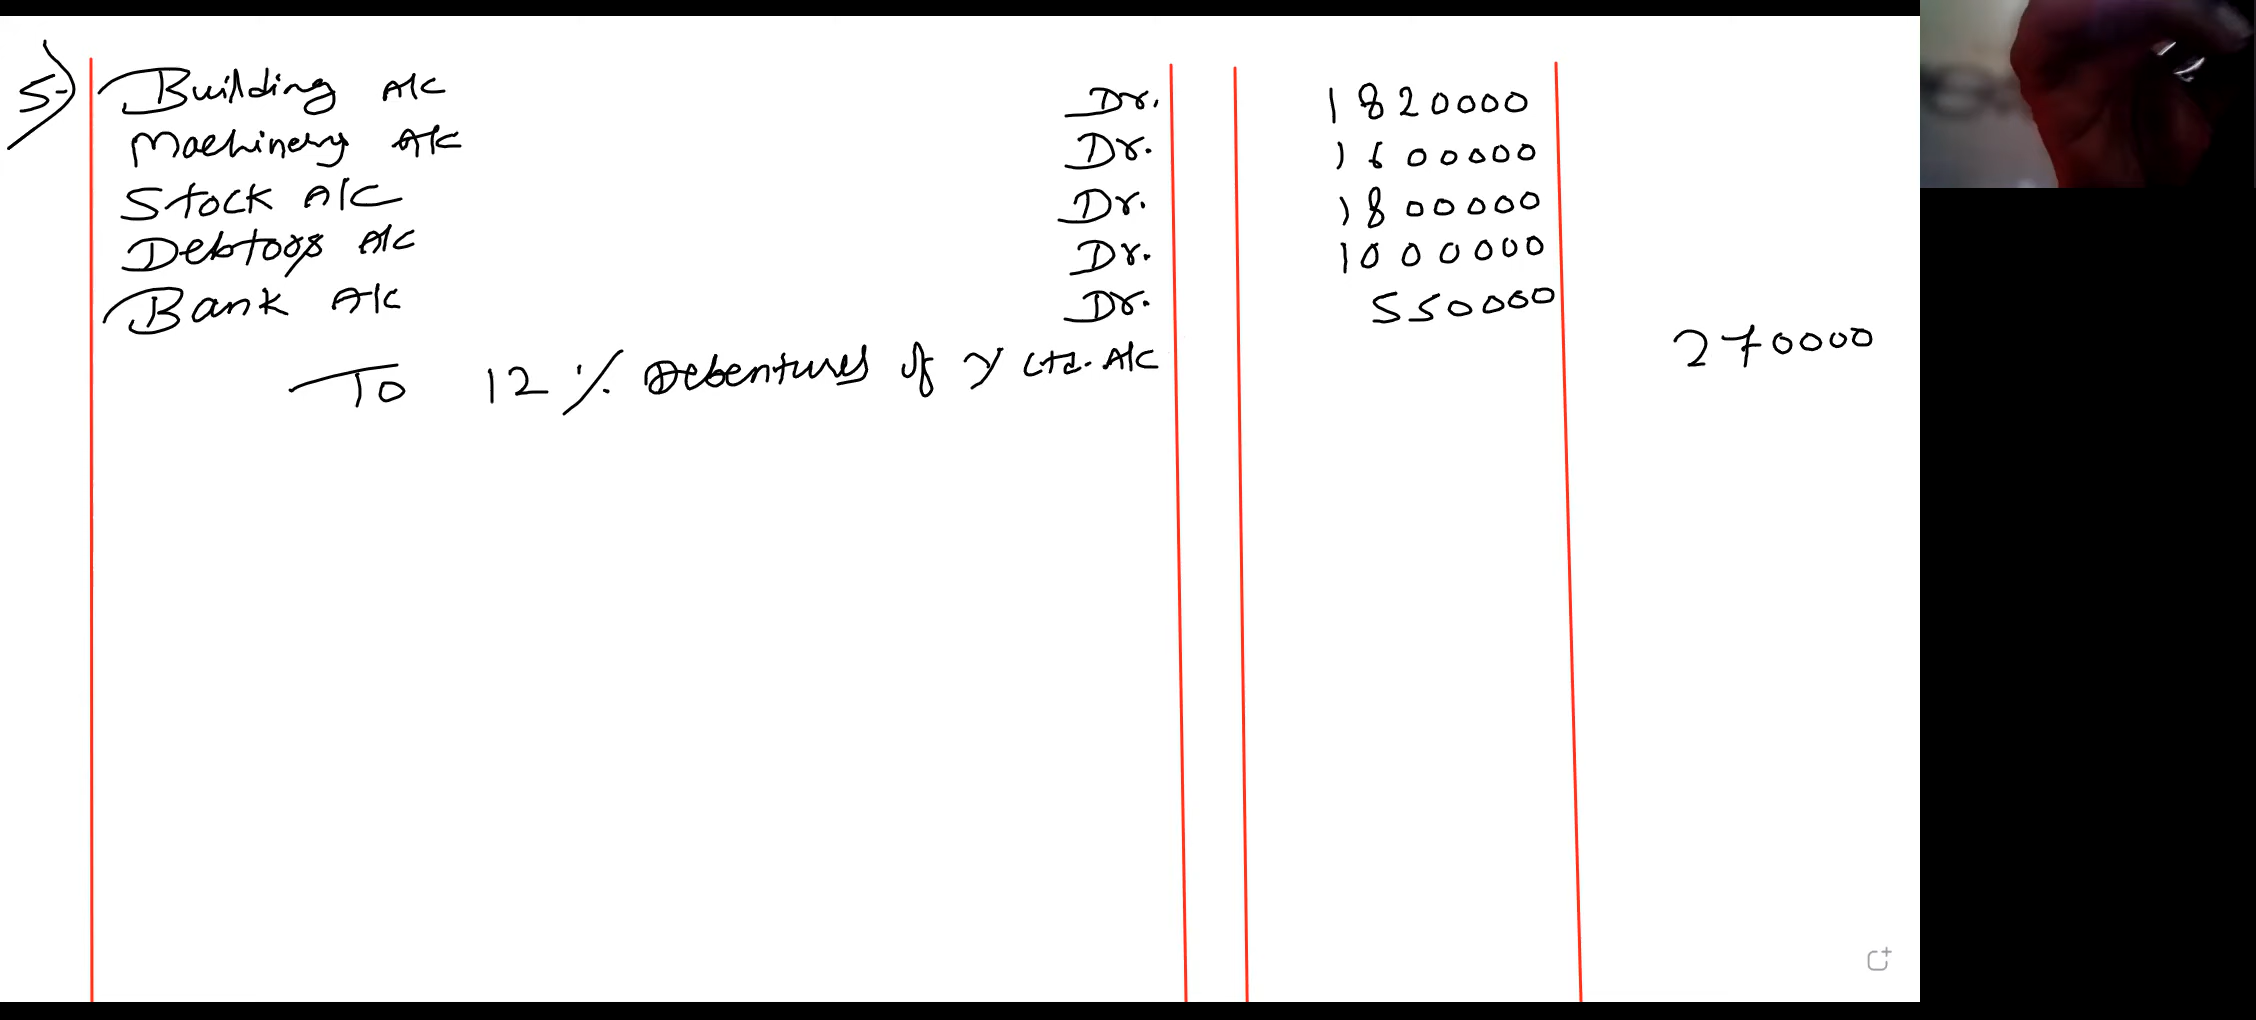 5) Building A/c Dr. 1820000
Machinery A/c Dr. 1600000
Stock A/c Dr. 1800000
Debtors A/c Dr. 1000000
Bank A/c Dr. 550000
To 12 % Debentures of Y Ltd. A/c 270000